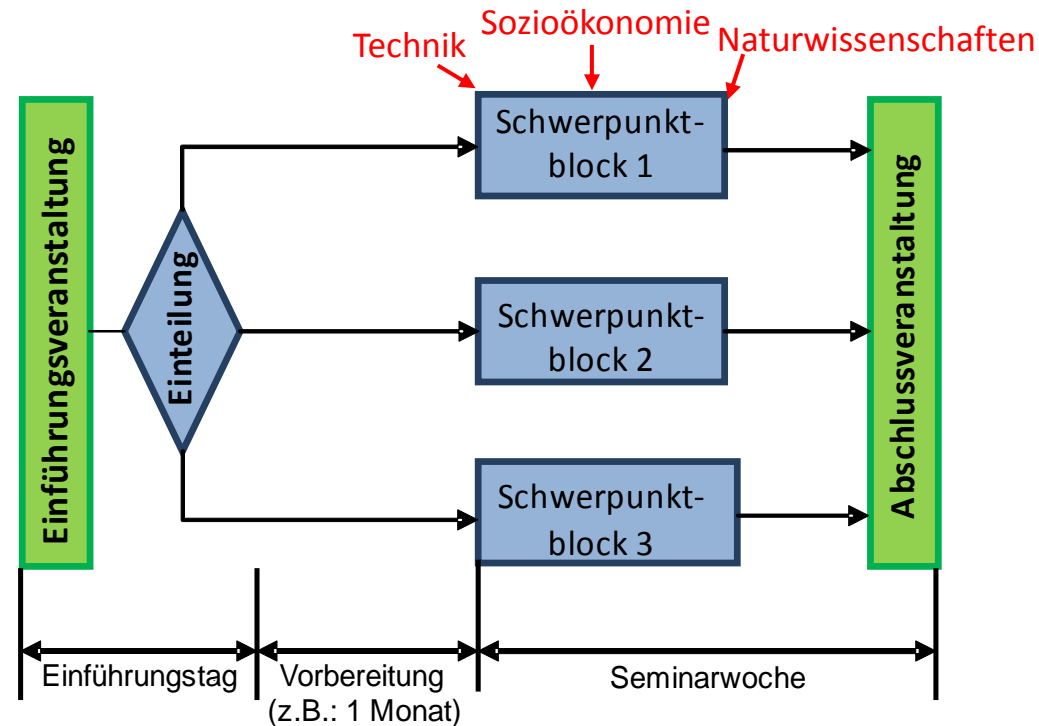 Technik
Sozioökonomie
Naturwissenschaften
Einführungsveranstaltung
Einteilung
Schwerpunkt-
block 1
Schwerpunkt-
block 2
Schwerpunkt-
block 3
Abschlussveranstaltung
Einführungstag
Vorbereitung
(z.B.: 1 Monat)
Seminarwoche